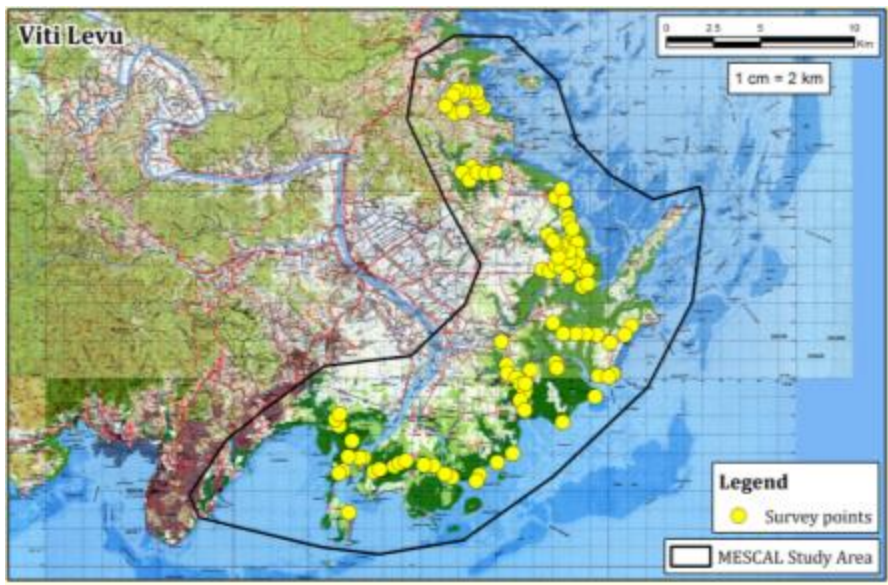 Viti Levu
0 2.5 5 10
Km
1 cm = 2 km
Legend
Survey points
MESCAL Study Area